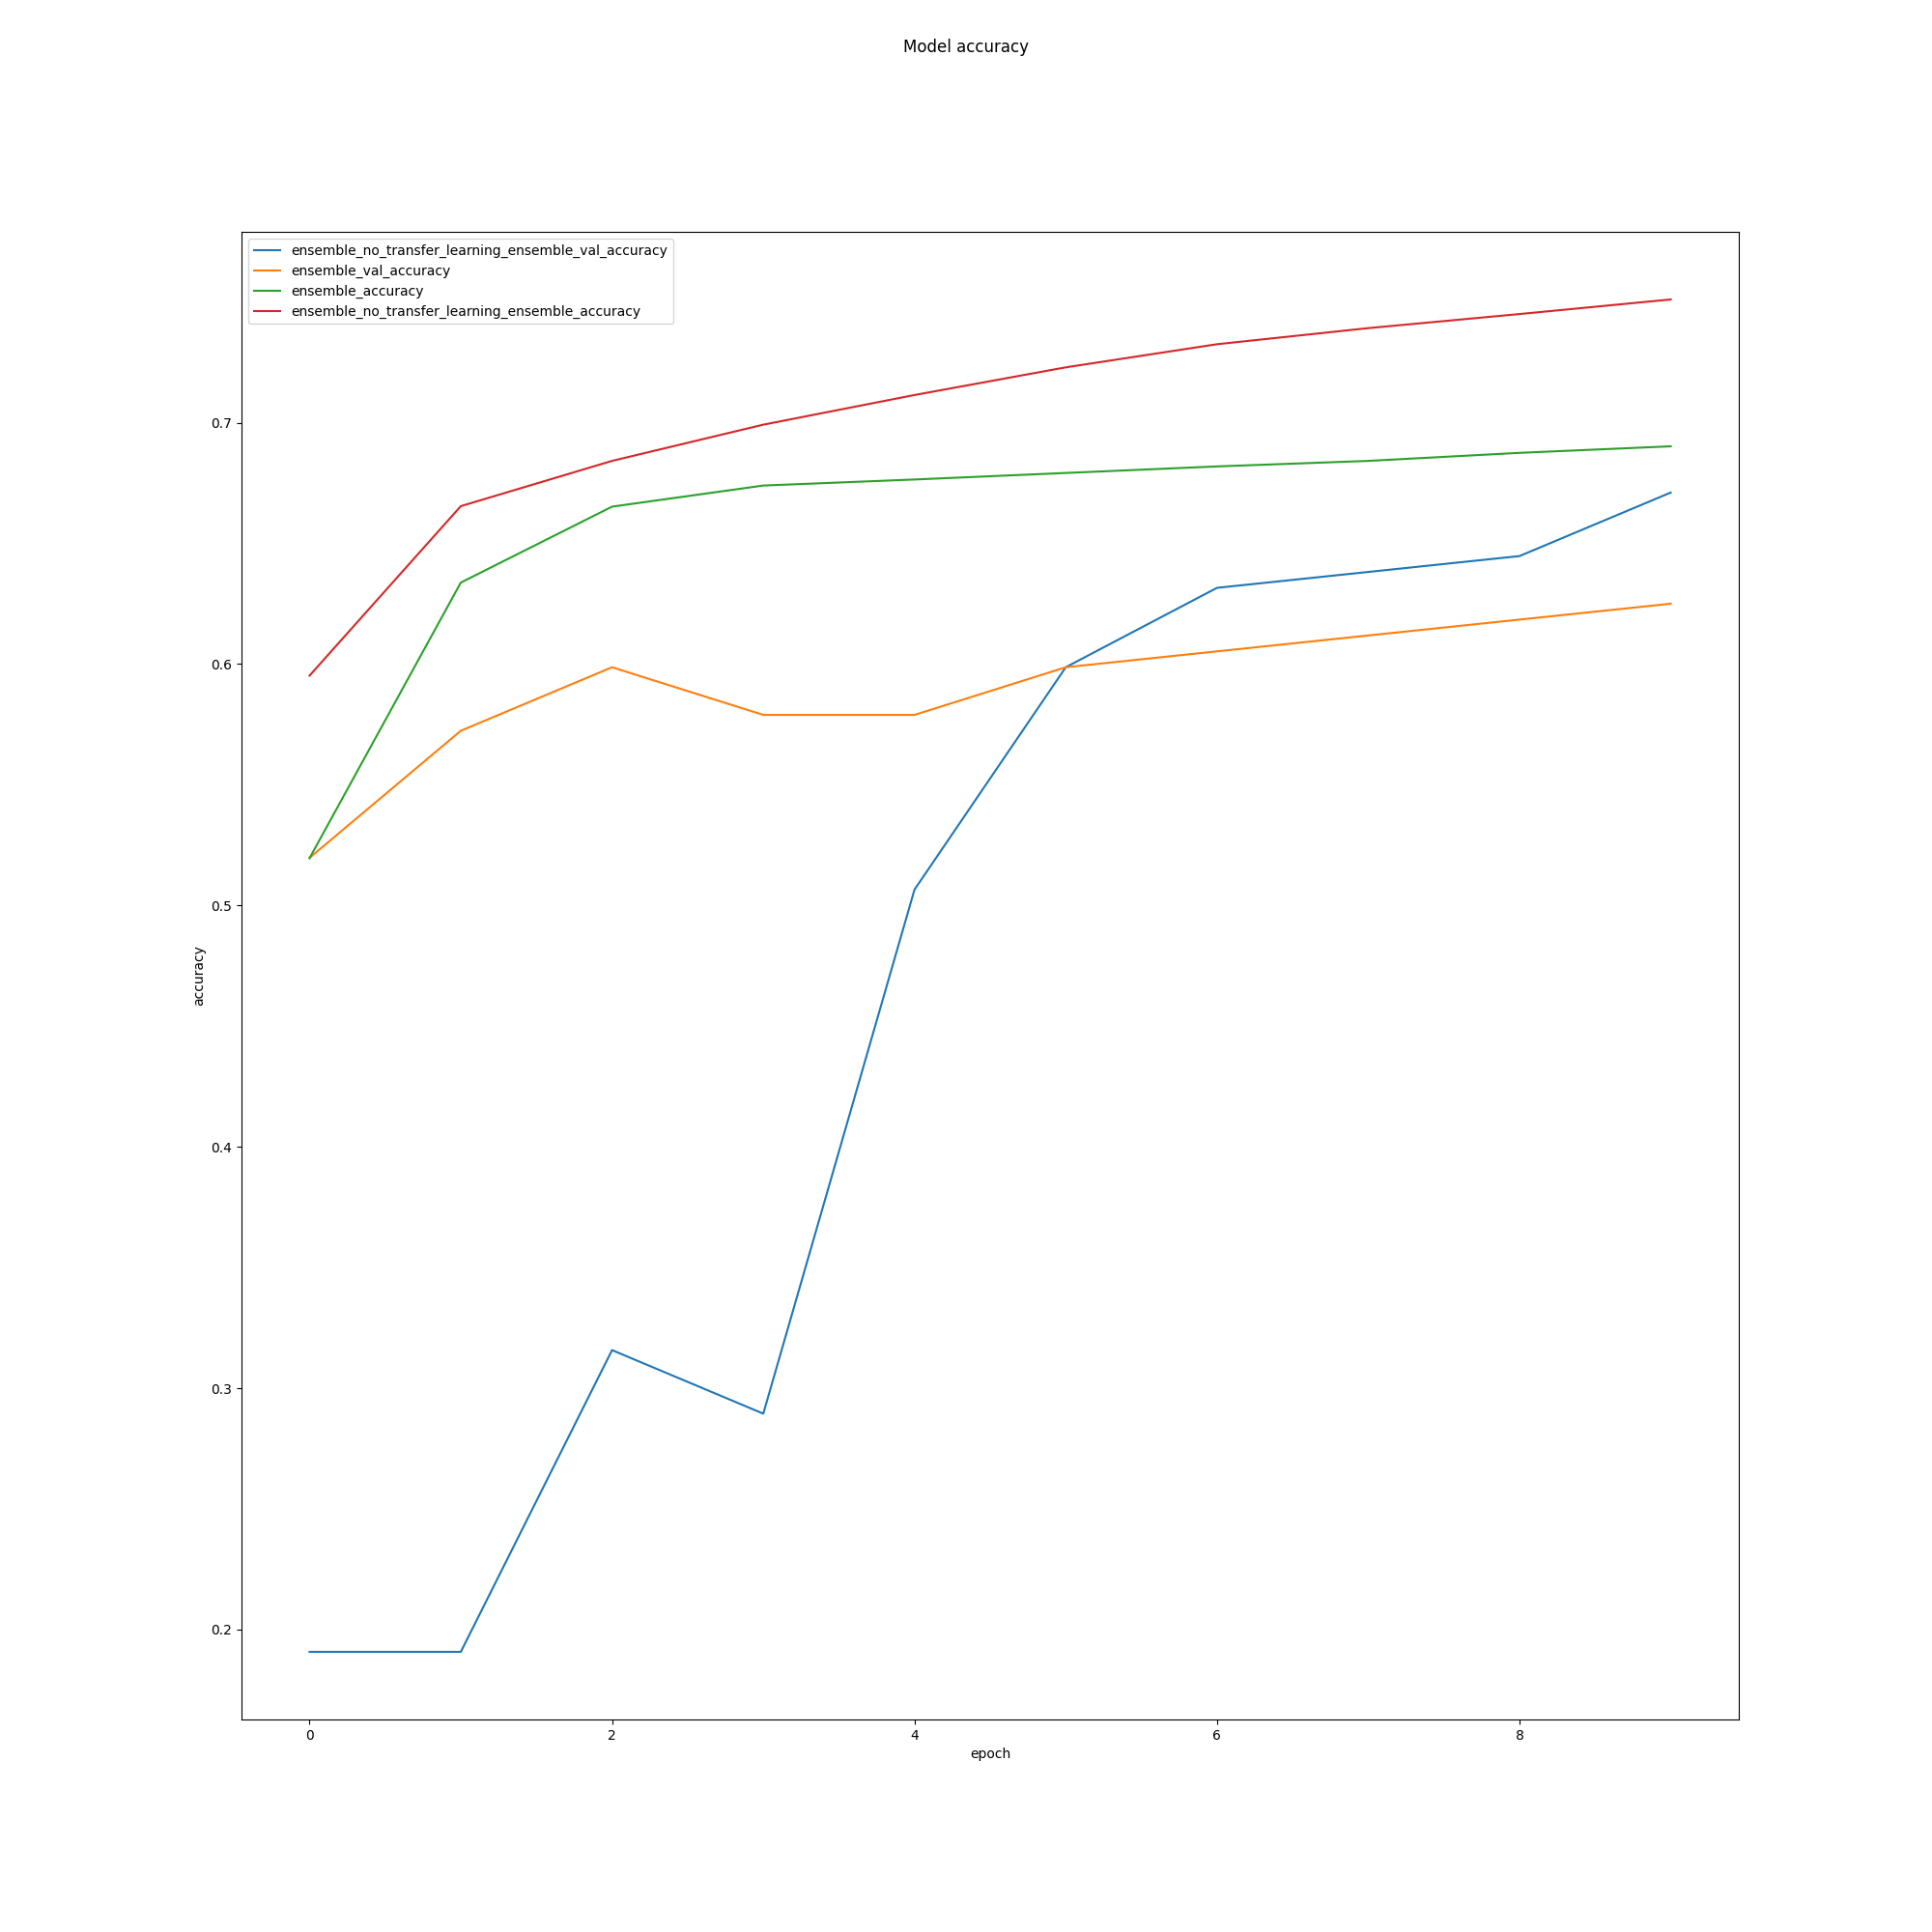 Model accuracy
ensemble_no_transfer_learning_ensemble_val_accuracy
ensemble_val_accuracy
ensemble_accuracy
ensemble_no_transfer_learning_ensemble_accuracy
0.7
0.6
0.5
accuracy
0.4
0.3
0.2
0 2 4 6 8
epoch